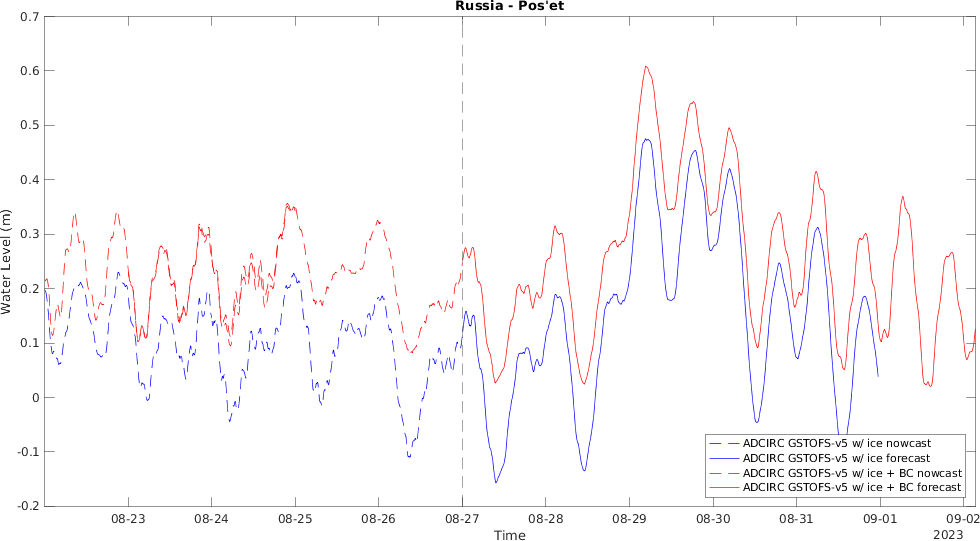 Russia - Pos'et
Water Level (m)
0.7
0.6
0.5
0.4
0.3
0.2
0.1
0
-0.1
-0.2
ADCIRC GSTOFS-v5 w/ ice nowcast
ADCIRC GSTOFS-v5 w/ ice forecast
ADCIRC GSTOFS-v5 w/ ice + BC nowcast
ADCIRC GSTOFS-v5 w/ ice + BC forecast
08-23 08-24 08-25 08-26 08-27 08-28 08-29 08-30 08-31 09-01 09-02
Time
2023